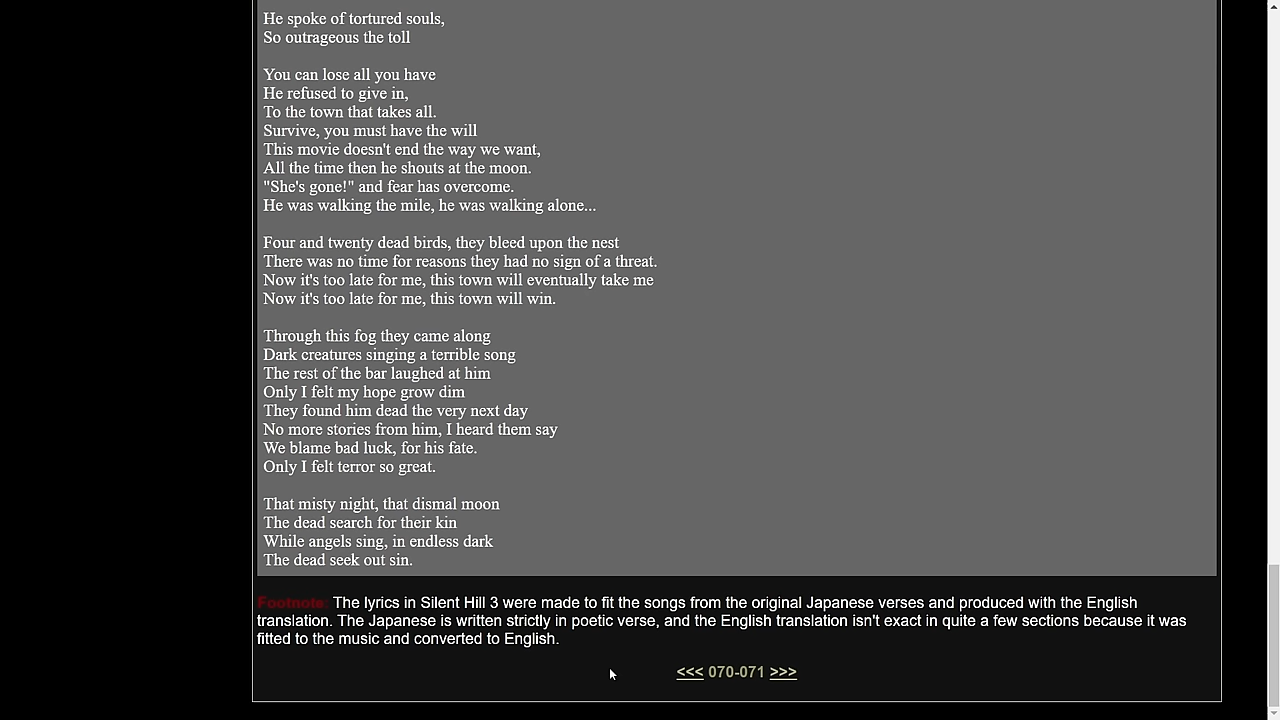 He spoke of tortured souls,
So outrageous the toll
You can lose all you have
He refused to give in,
To the town that takes all.
Survive, you must have the will
This movie doesn't end the way we want,
All the time then he shouts at the moon.
"She's gone!" and fear has overcome.
He was walking the mile, he was walking alone...
Four and twenty dead birds, they bleed upon the nest
There was no time for reasons they had no sign of a threat.
Now it's too late for me, this town will eventually take me
Now it's too late for me, this town will win.
Through this fog they came along
Dark creatures singing a terrible song
The rest of the bar laughed at him
Only I felt my hope grow dim
They found him dead the very next day
No more stories from him, I heard them say
We blame bad luck, for his fate.
Only I felt terror so great.
That misty night, that dismal moon
The dead search for their kin
While angels sing, in endless dark
The dead seek out sin.
Footnote: The lyrics in Silent Hill 3 were made to fit the songs from the original Japanese verses and produced with the English
translation. The Japanese is written strictly in poetic verse, and the English translation isn't exact in quite a few sections because it was
fitted to the music and converted to English.
<<< 070-071 >>>